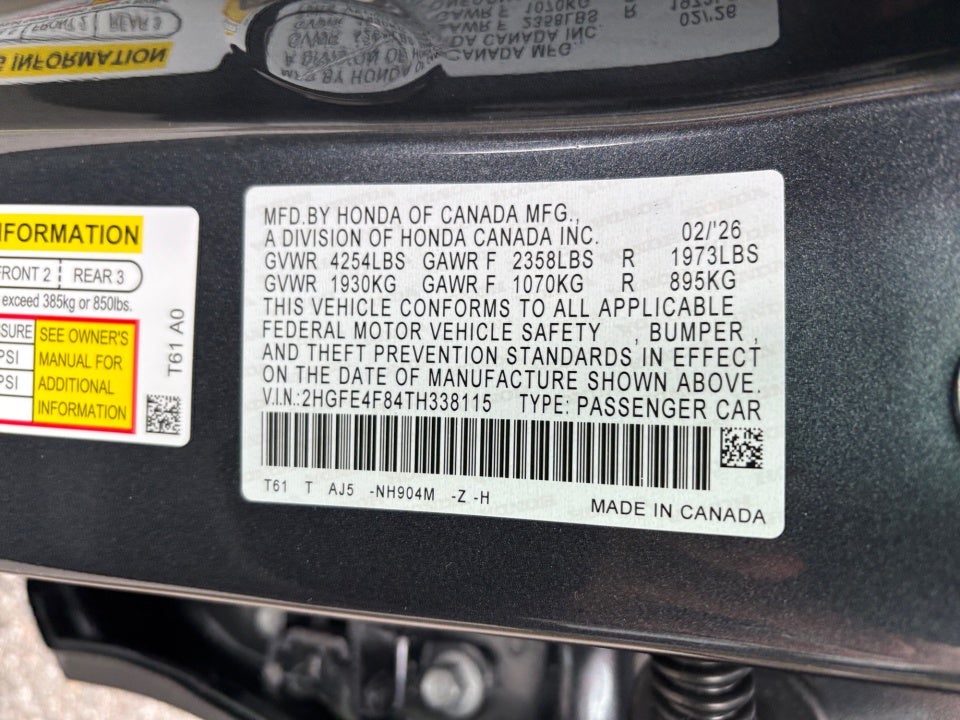 NFORMATION
FRONT 2 REAR 3
exceed 385kg or 850lbs.
SURE SEE OWNER'S
PSI MANUAL FOR
PSI ADDITIONAL
INFORMATION
T61 A0
MFD.BY HONDA OF CANADA MFG.,
A DIVISION OF HONDA CANADA INC. 02/'26
GVWR 4254LBS GAWR F 2358LBS R 1973LBS
GVWR 1930KG GAWR F 1070KG R 895KG
THIS VEHICLE CONFORMS TO ALL APPLICABLE
FEDERAL MOTOR VEHICLE SAFETY , BUMPER ,
AND THEFT PREVENTION STANDARDS IN EFFECT
ON THE DATE OF MANUFACTURE SHOWN ABOVE.
V.I.N.:2HGFE4F84TH338115 TYPE: PASSENGER CAR
T61 T AJ5 -NH904M -Z -H
MADE IN CANADA